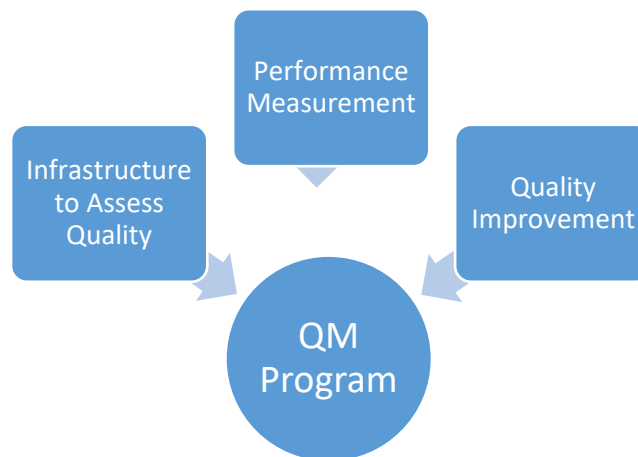 Performance
Measurement
Infrastructure
to Assess
Quality
Quality
Improvement
QM
Program